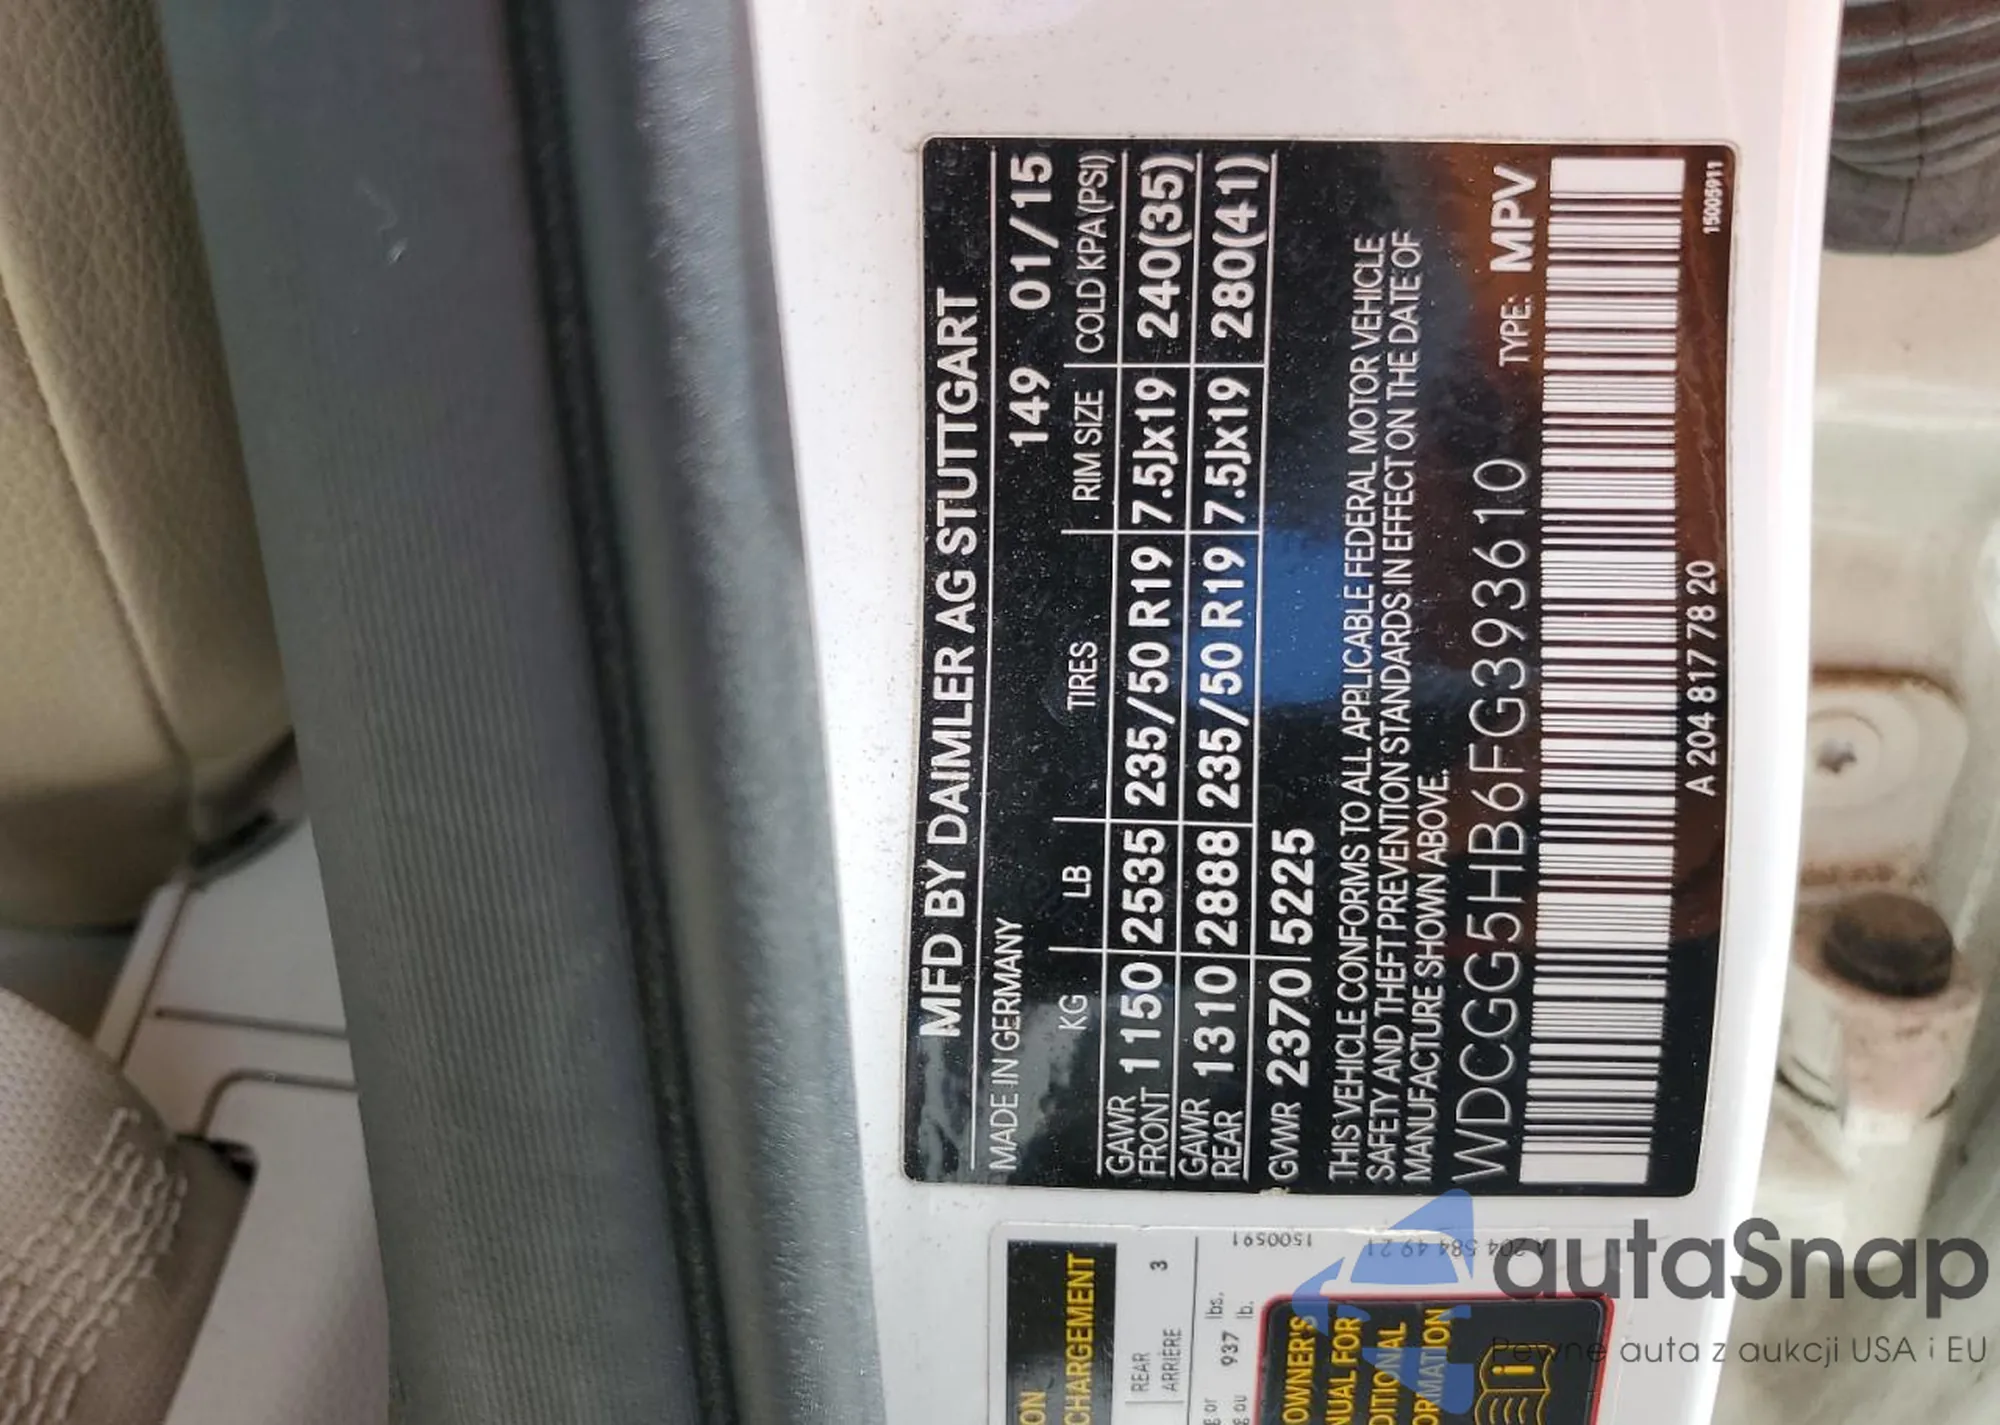 MFD BY DAIMLER AG STUTTGART
MADE IN GERMANY 149 01/15
KG LB TIRES RIM SIZE COLD KPA(PSI)
GAWR FRONT 1150 2535 235/50 R19 7.5Jx19 240(35)
GAWR REAR 1310 2888 235/50 R19 7.5Jx19 280(41)
GVWR 2370 5225
THIS VEHICLE CONFORMS TO ALL APPLICABLE FEDERAL MOTOR VEHICLE
SAFETY AND THEFT PREVENTION STANDARDS IN EFFECT ON THE DATE OF
MANUFACTURE SHOWN ABOVE.
WDCGG5HB6FG393610 TYPE: MPV
A 204 817 78 20
15005911
ION
CHARGEMENT
REAR
ARRIÈRE 3
937 lbs.
lb.
1500591
A 204 584 49 21
OWNER'S
NUAL FOR
DITIONAL
ORMATION
i
autaSnap
Pewne auta z aukcji USA i EU